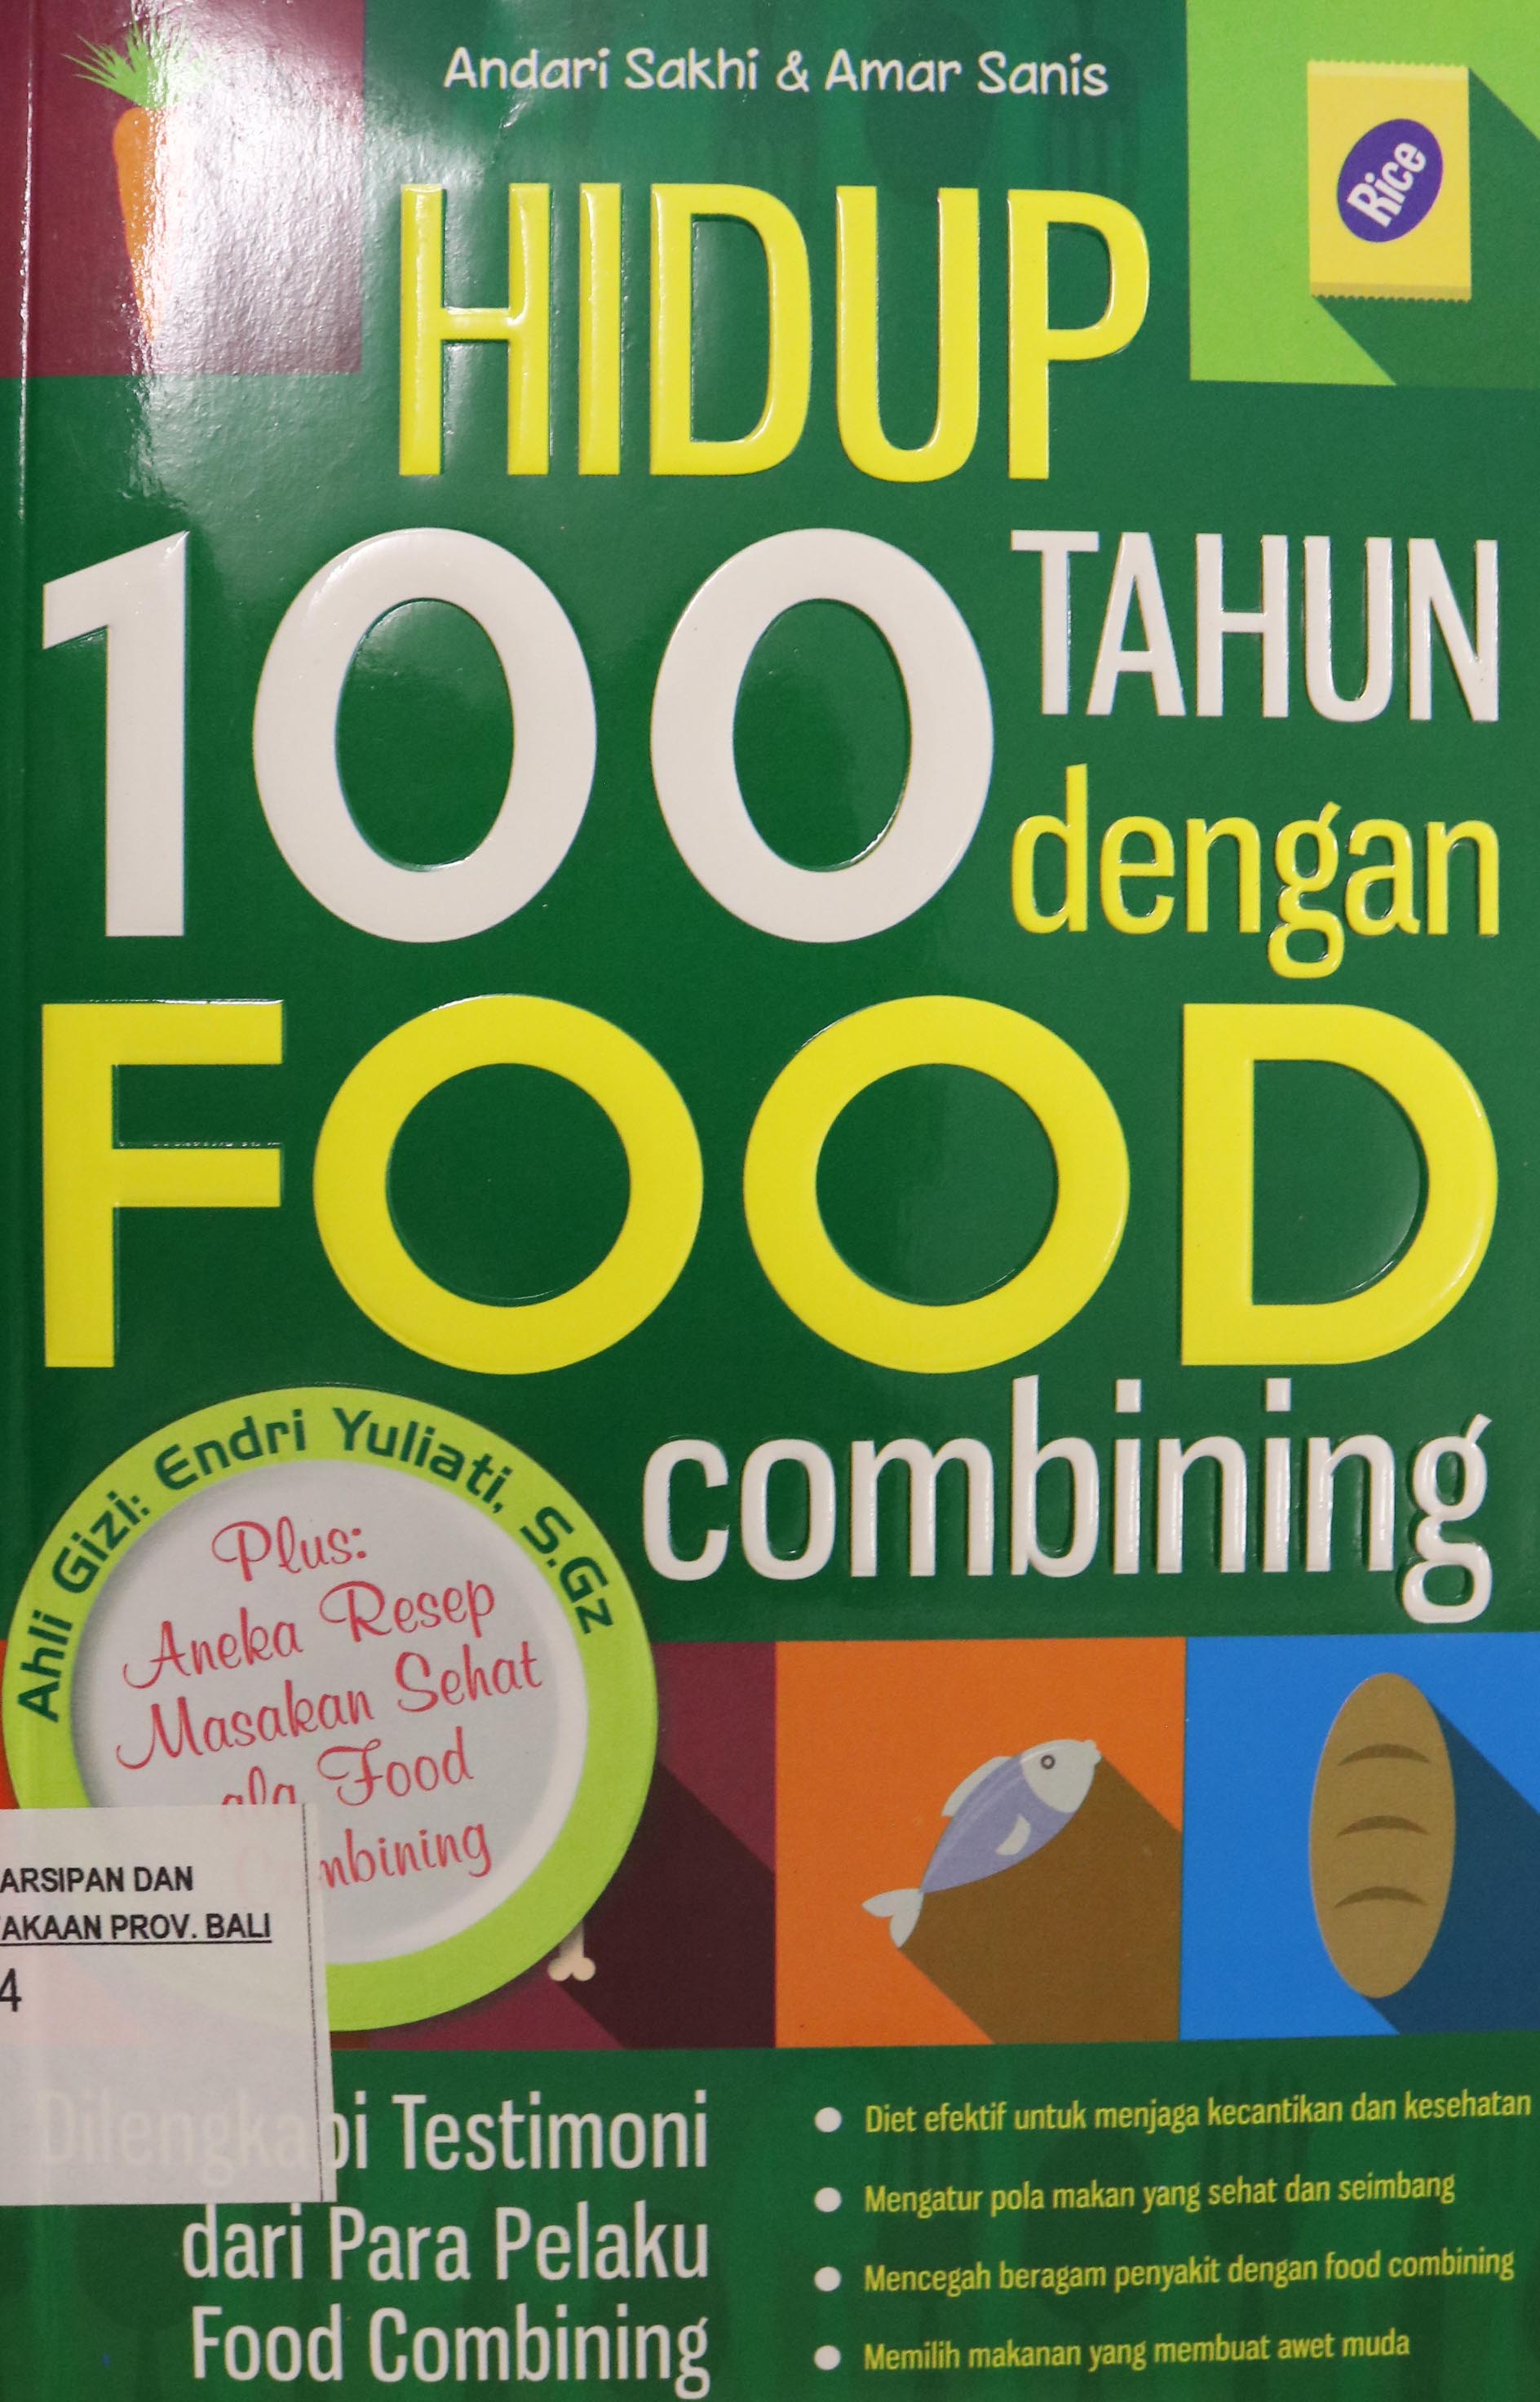 Andari Sakhi & Amar Sanis
Rice
HIDUP
100 TAHUN
dengan
FOOD
combining
Ahli Gizi: Endri Yuliati, S.Gz
Plus:
Aneka Resep
Masakan Sehat
ala Food
mbining
ARSIPAN DAN
AKAAN PROV. BALI
4
Dilengkapi Testimoni
dari Para Pelaku
Food Combining
Diet efektif untuk menjaga kecantikan dan kesehatan
Mengatur pola makan yang sehat dan seimbang
Mencegah beragam penyakit dengan food combining
Memilih makanan yang membuat awet muda